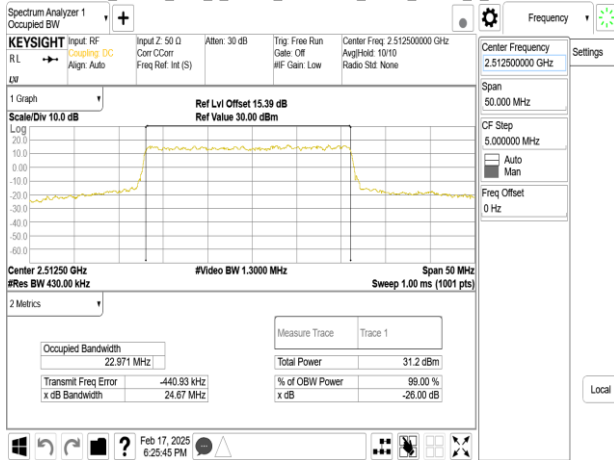 Spectrum Analyzer 1
Occupied BW
Frequency
KEYSIGHT
Input: RF
Coupling: DC
Align: Auto
RL
LXI
Input Z: 50 Ω
Corr CCorr
Freq Ref: Int (S)
Atten: 30 dB
Trig: Free Run
Gate: Off
#IF Gain: Low
Center Freq: 2.512500000 GHz
Avg|Hold: 10/10
Radio Std: None
Center Frequency
2.512500000 GHz
Settings
Span
50.000 MHz
CF Step
5.000000 MHz
Auto
Man
Freq Offset
0 Hz
Local
1 Graph
Scale/Div 10.0 dB
Ref Lvl Offset 15.39 dB
Ref Value 30.00 dBm
Log
20.0
10.0
0.00
-10.0
-20.0
-30.0
-40.0
-50.0
-60.0
Center 2.51250 GHz
#Video BW 1.3000 MHz
Span 50 MHz
#Res BW 430.00 kHz
Sweep 1.00 ms (1001 pts)
2 Metrics
Measure Trace Trace 1
Occupied Bandwidth
22.971 MHz
Total Power 31.2 dBm
Transmit Freq Error -440.93 kHz
% of OBW Power 99.00 %
x dB Bandwidth 24.67 MHz
x dB -26.00 dB
Feb 17, 2025
6:25:45 PM